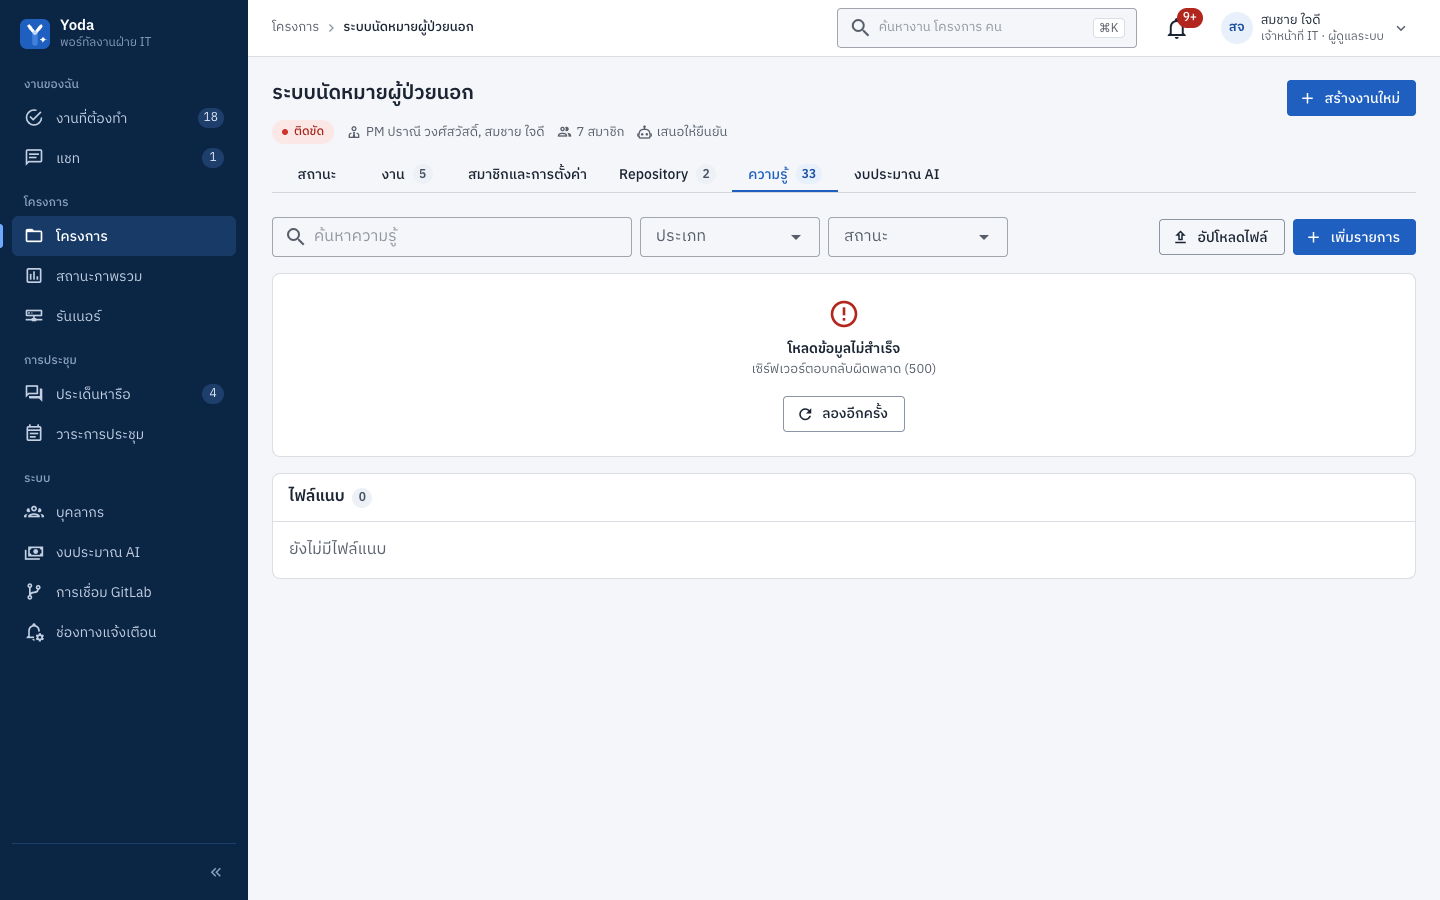 Yoda
พอร์ทัลงานฝ่าย IT
งานของฉัน
งานที่ต้องทำ 18
แชท 1
โครงการ
โครงการ
สถานะภาพรวม
รันเนอร์
การประชุม
ประเด็นหารือ 4
วาระการประชุม
ระบบ
บุคลากร
งบประมาณ AI
การเชื่อม GitLab
ช่องทางแจ้งเตือน
โครงการ ระบบนัดหมายผู้ป่วยนอก
ค้นหางาน โครงการ คน ⌘K
9+
สจ
สมชาย ใจดี
เจ้าหน้าที่ IT · ผู้ดูแลระบบ
ระบบนัดหมายผู้ป่วยนอก
สร้างงานใหม่
ติดขัด PM ปราณี วงศ์สวัสดิ์, สมชาย ใจดี 7 สมาชิก เสนอให้ยืนยัน
สถานะ งาน 5 สมาชิกและการตั้งค่า Repository 2 ความรู้ 33 งบประมาณ AI
ค้นหาความรู้ ประเภท สถานะ อัปโหลดไฟล์ เพิ่มรายการ
โหลดข้อมูลไม่สำเร็จ
เซิร์ฟเวอร์ตอบกลับผิดพลาด (500)
ลองอีกครั้ง
ไฟล์แนบ 0
ยังไม่มีไฟล์แนบ